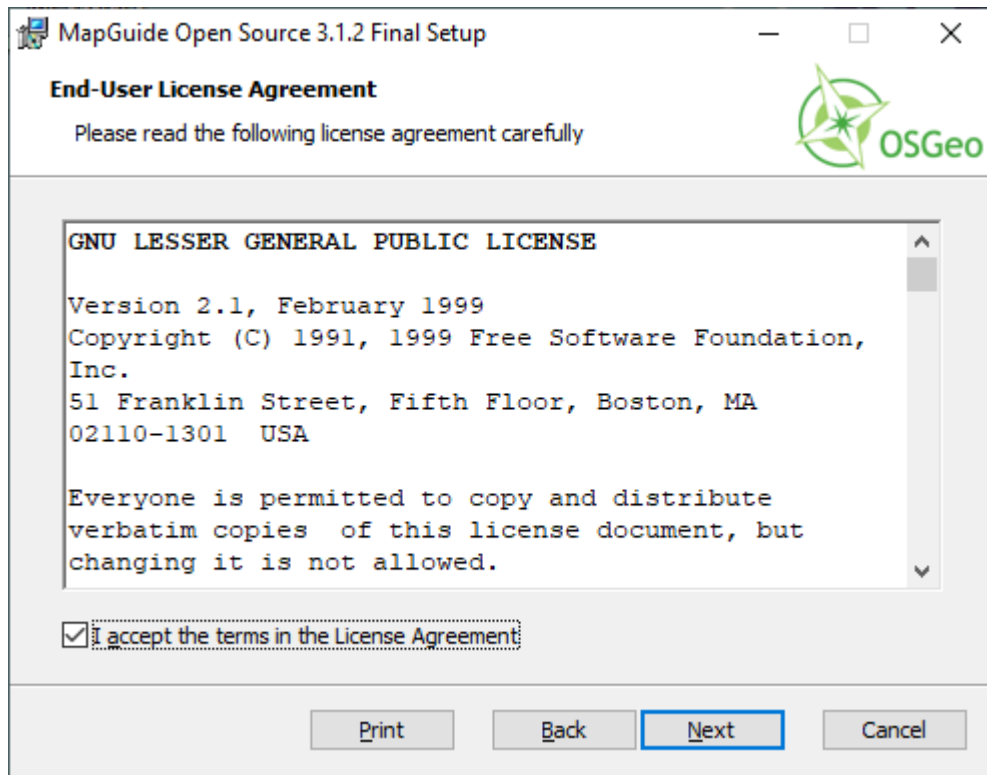 MapGuide Open Source 3.1.2 Final Setup
End-User License Agreement
Please read the following license agreement carefully
OSGeo
GNU LESSER GENERAL PUBLIC LICENSE
Version 2.1, February 1999
Copyright (C) 1991, 1999 Free Software Foundation,
Inc.
51 Franklin Street, Fifth Floor, Boston, MA
02110-1301  USA
Everyone is permitted to copy and distribute
verbatim copies  of this license document, but
changing it is not allowed.
I accept the terms in the License Agreement
Print Back Next Cancel